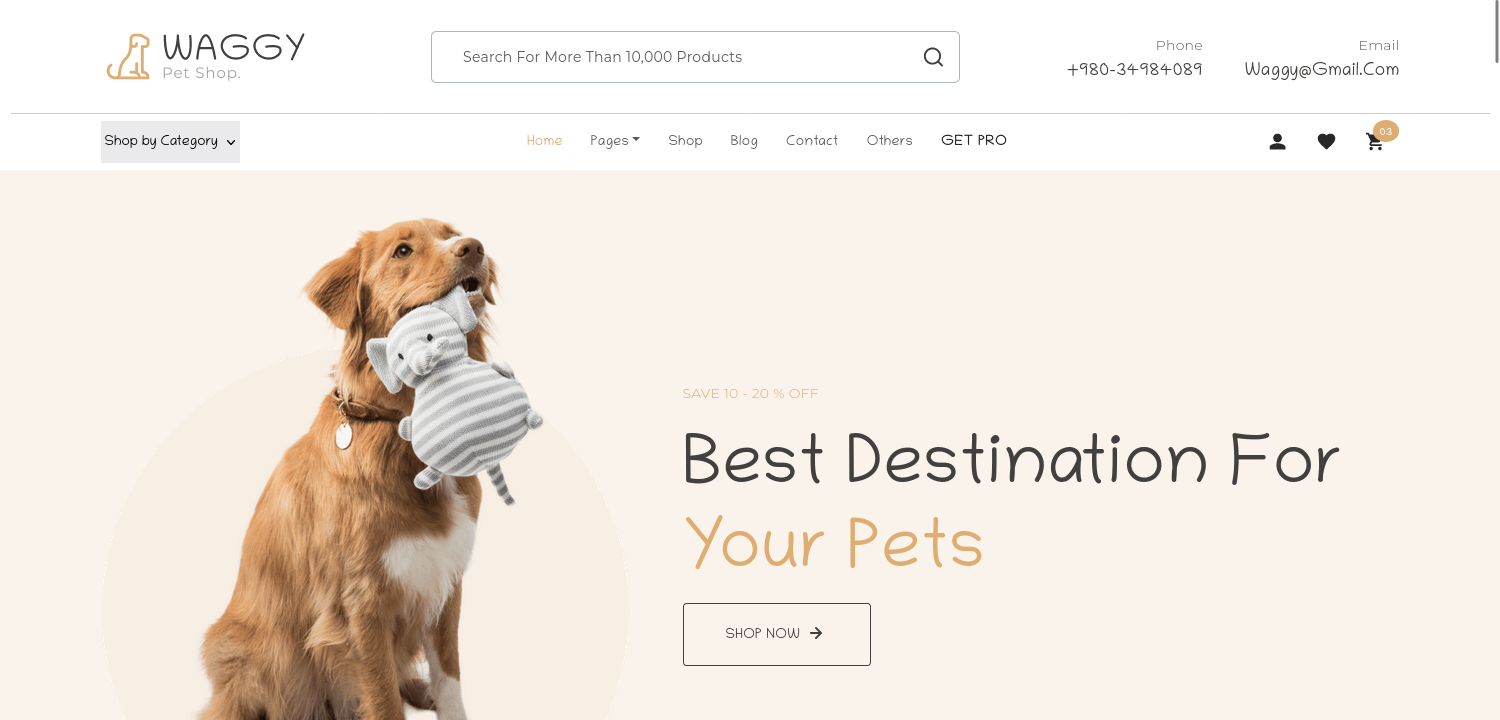 WAGGY
Pet Shop.
Search For More Than 10,000 Products
Phone
+980-34984089
Email
Waggy@Gmail.Com
Shop by Category
Home Pages Shop Blog Contact Others GET PRO
03
SAVE 10 - 20 % OFF
Best Destination For
Your Pets
SHOP NOW